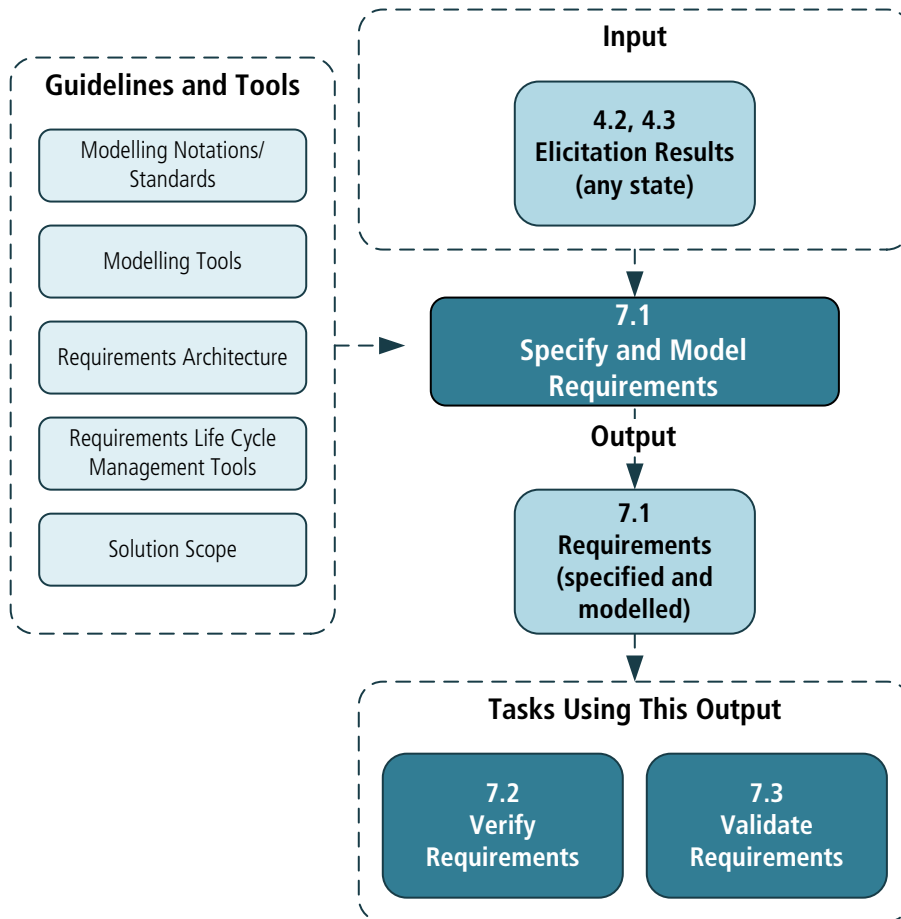 Guidelines and Tools
Modelling Notations/
Standards
Modelling Tools
Requirements Architecture
Requirements Life Cycle
Management Tools
Solution Scope
Input
4.2, 4.3
Elicitation Results
(any state)
7.1
Specify and Model
Requirements
Output
7.1
Requirements
(specified and
modelled)
Tasks Using This Output
7.2
Verify
Requirements
7.3
Validate
Requirements